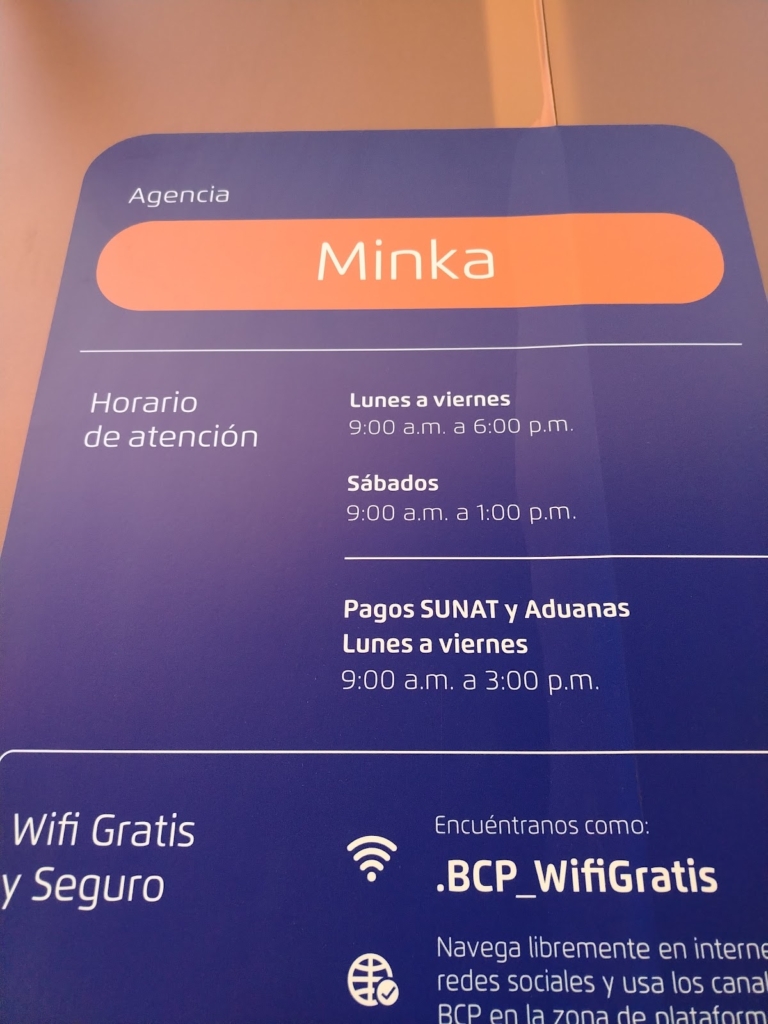 Agencia
Minka
Horario
de atención
Lunes a viernes
9:00 a.m. a 6:00 p.m.
Sábados
9:00 a.m. a 1:00 p.m.
Pagos SUNAT y Aduanas
Lunes a viernes
9:00 a.m. a 3:00 p.m.
Wifi Gratis
y Seguro
Encuéntranos como:
.BCP_WifiGratis
Navega libremente en
redes sociales y usa los
BCP en la zona de